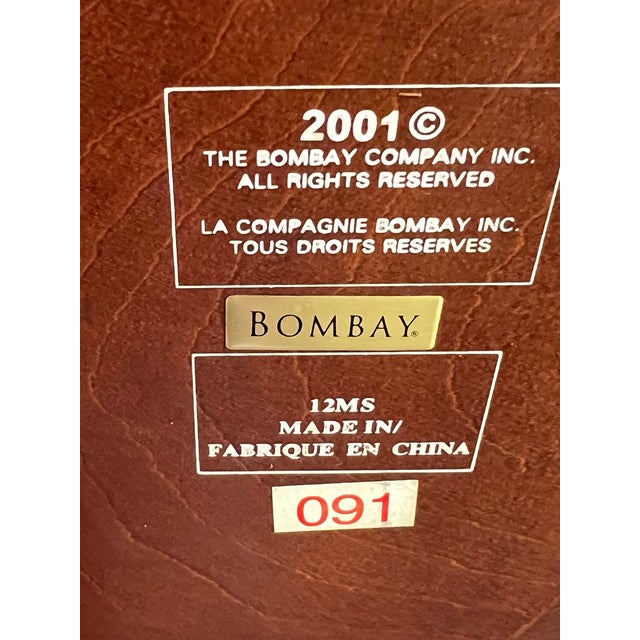 2001 ©
THE BOMBAY COMPANY INC.
ALL RIGHTS RESERVED
LA COMPAGNIE BOMBAY INC.
TOUS DROITS RESERVES
BOMBAY®
12MS
MADE IN/
FABRIQUE EN CHINA
091